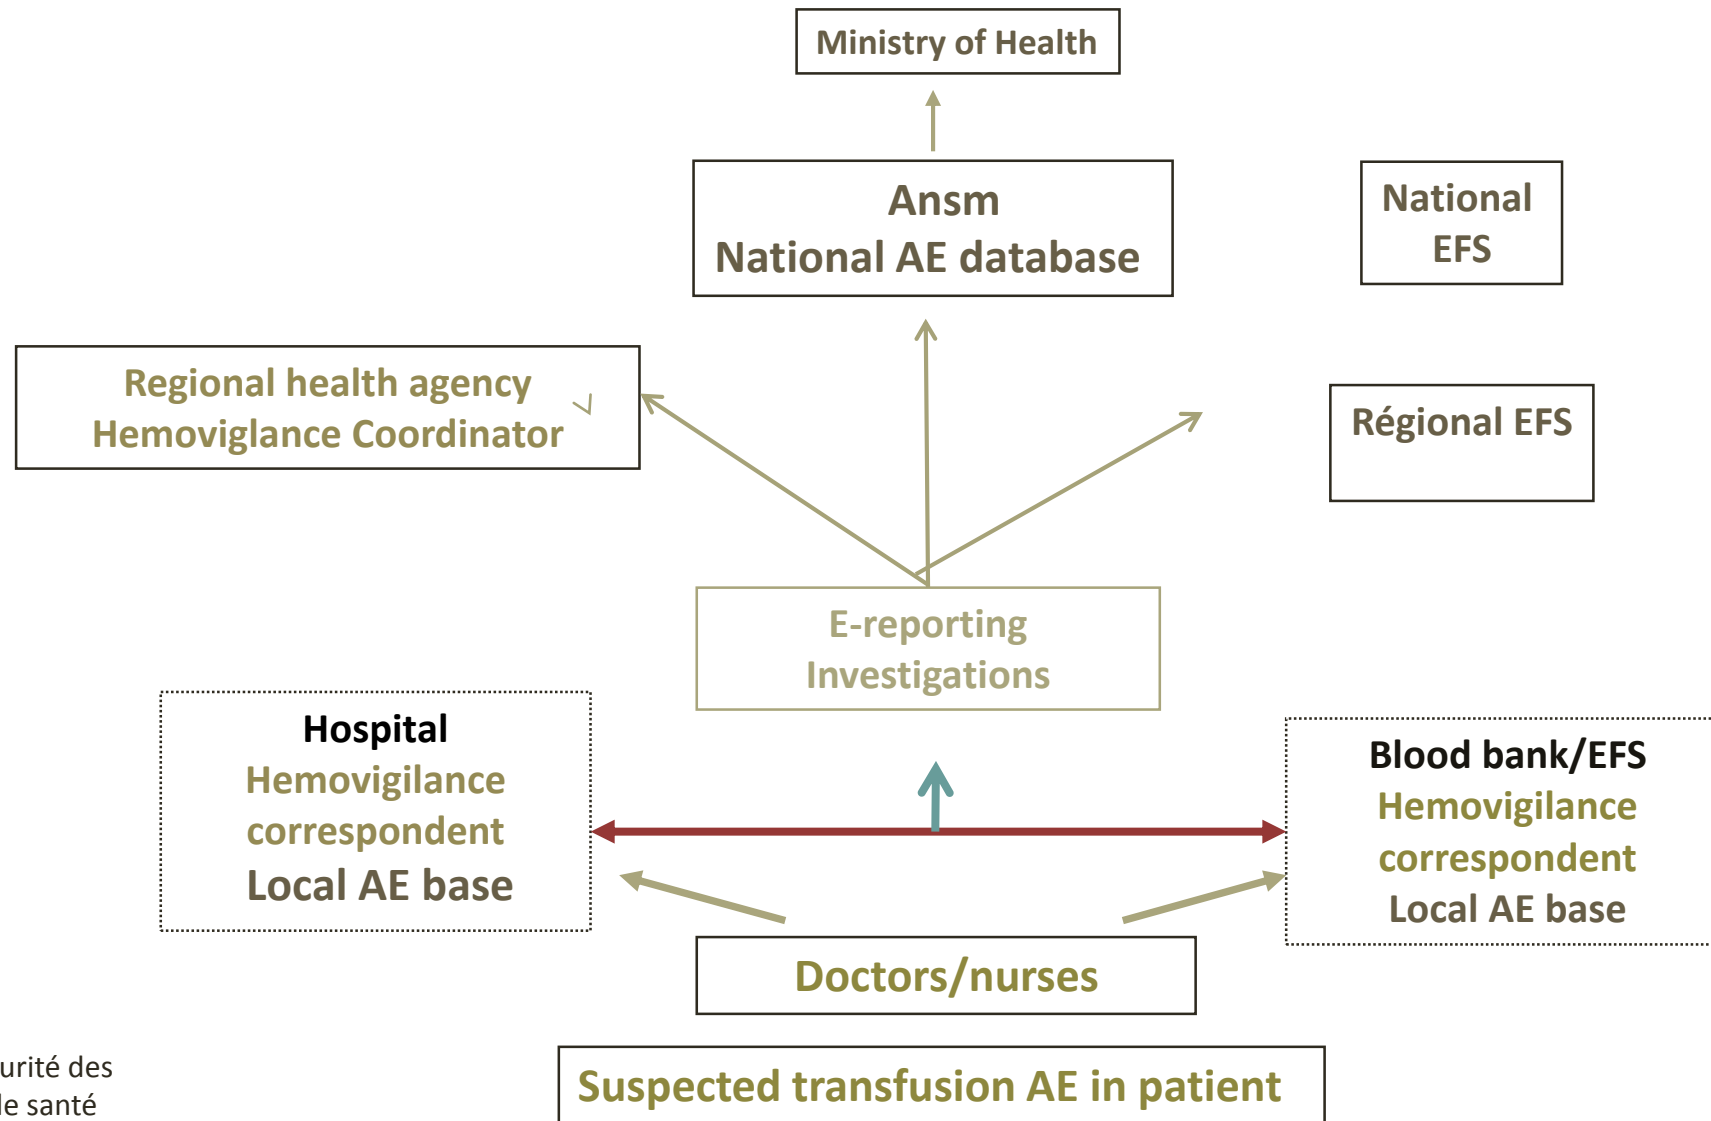 Ministry of Health
Ansm
National AE database
National
EFS
Regional health agency
Hemoviglance Coordinator
Régional EFS
E-reporting
Investigations
Hospital
Hemovigilance
correspondent
Local AE base
Blood bank/EFS
Hemovigilance
correspondent
Local AE base
Doctors/nurses
Suspected transfusion AE in patient
urité des
le santé